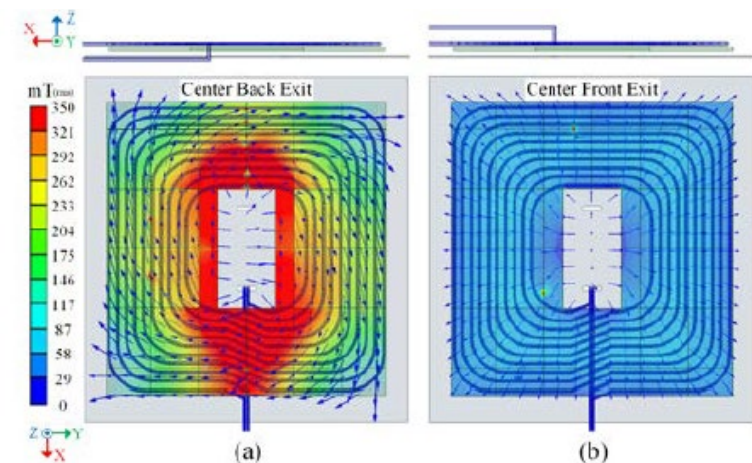 Z
X
Y
Center Back Exit
Center Front Exit
mT(rms)
350
321
292
262
233
204
175
146
117
87
58
29
0
Z
Y
X
(a)
(b)